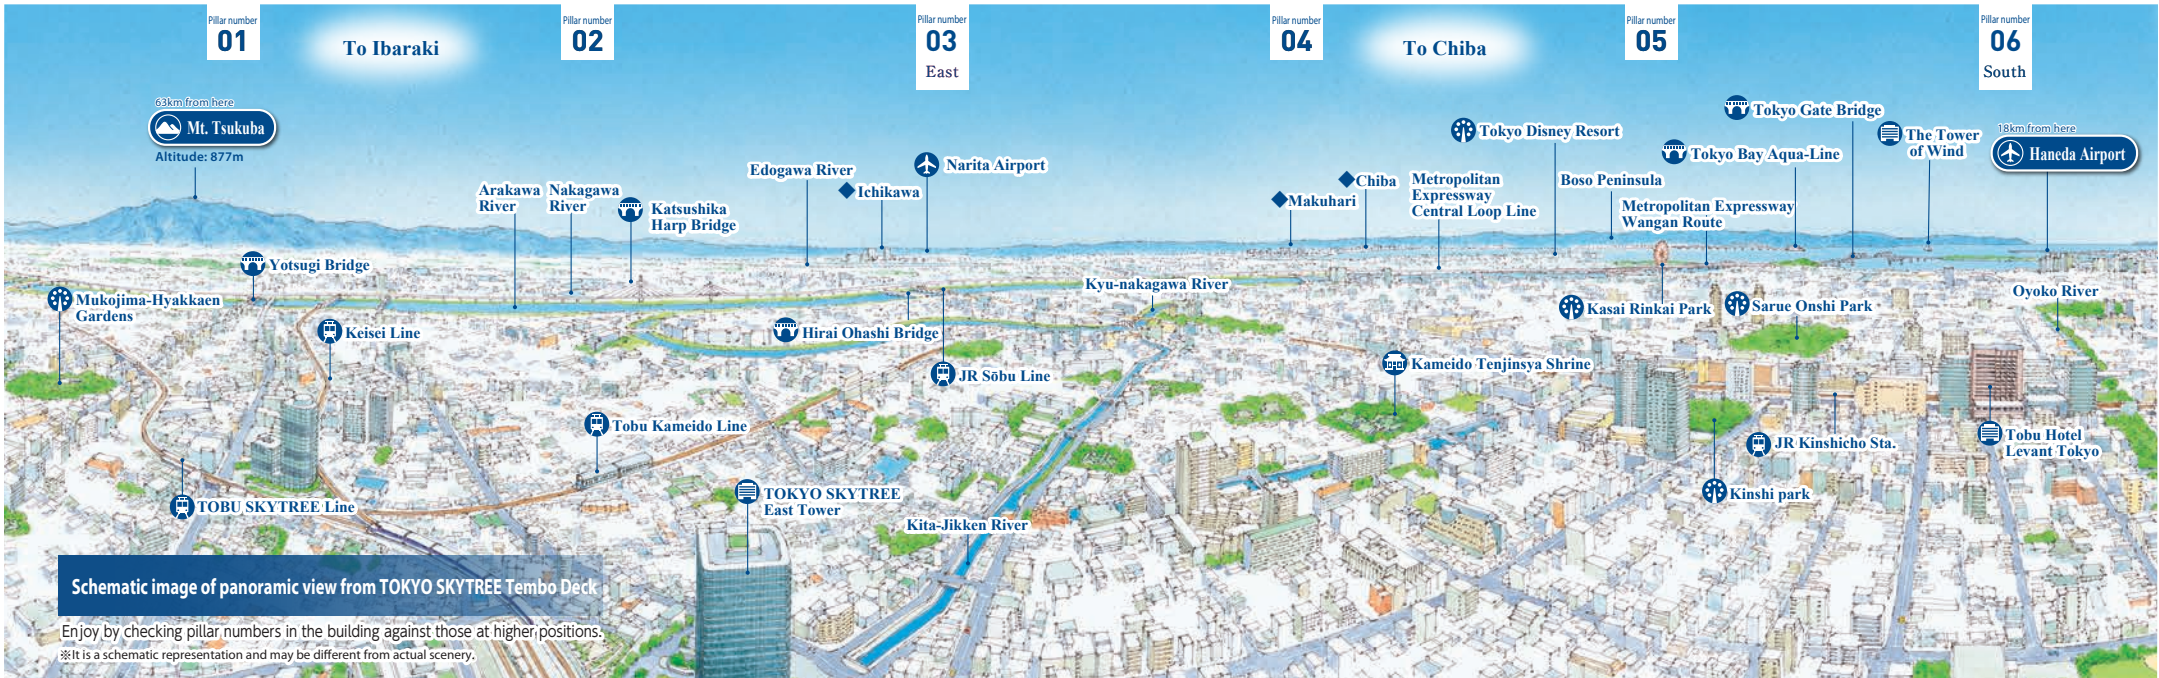 Pillar number
01
To Ibaraki
Pillar number
02
Pillar number
03
East
Pillar number
04
To Chiba
Pillar number
05
Pillar number
06
South
63km from here
Mt. Tsukuba
Altitude: 877m
Arakawa
River
Nakagawa
River
Katsushika
Harp Bridge
Edogawa River
Ichikawa
Narita Airport
Makuhari
Chiba
Metropolitan
Expressway
Central Loop Line
Tokyo Disney Resort
Boso Peninsula
Metropolitan Expressway
Wangan Route
Tokyo Bay Aqua-Line
Tokyo Gate Bridge
The Tower
of Wind
18km from here
Haneda Airport
Yotsugi Bridge
Mukojima-Hyakkaen
Gardens
Keisei Line
Hirai Ohashi Bridge
Kyu-nakagawa River
Kasai Rinkai Park
Sarue Onshi Park
Oyoko River
JR Sōbu Line
Kameido Tenjinsya Shrine
Tobu Kameido Line
JR Kinshicho Sta.
Tobu Hotel
Levant Tokyo
TOBU SKYTREE Line
TOKYO SKYTREE
East Tower
Kita-Jikken River
Kinshi park
Schematic image of panoramic view from TOKYO SKYTREE Tembo Deck
Enjoy by checking pillar numbers in the building against those at higher positions.
※It is a schematic representation and may be different from actual scenery.